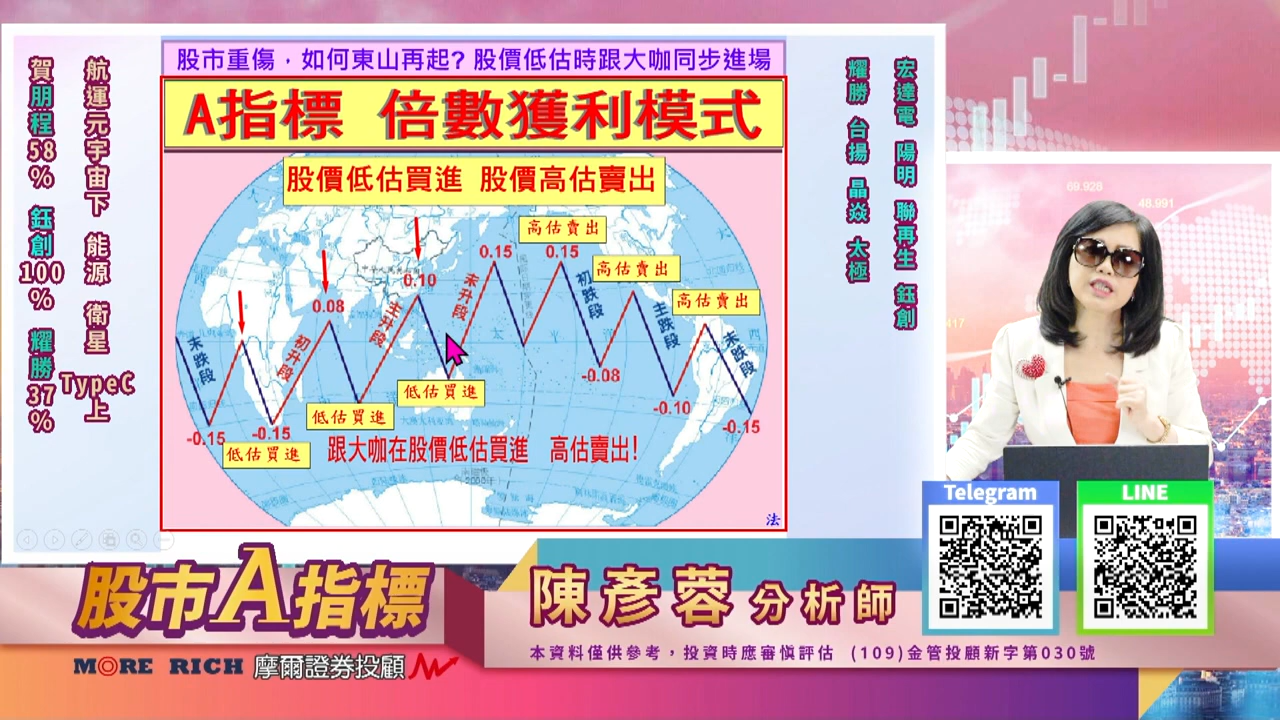 股市重傷，如何東山再起? 股價低估時跟大咖同步進場
A指標 倍數獲利模式
股價低估買進 股價高估賣出
賀朋程58% 鈺創100% 耀勝37%
航運元宇宙下 能源 衛星 TypeC上
耀勝 台揚 晶焱 太極
宏達電 陽明 聯再生 鈺創
69.928
48.991
417
高估賣出
0.15
0.15
高估賣出
0.10
0.08
高估賣出
末跌段
初升段
主升段
末升段
初跌段
主跌段
末跌段
太平洋
低估買進
低估買進
低估買進
-0.15
-0.15
-0.08
-0.10
-0.15
跟大咖在股價低估買進 高估賣出!
法
Telegram
LINE
股市A指標
陳彥蓉 分析師
MORE RICH 摩爾證券投顧
本資料僅供參考，投資時應審慎評估 (109)金管投顧新字第030號